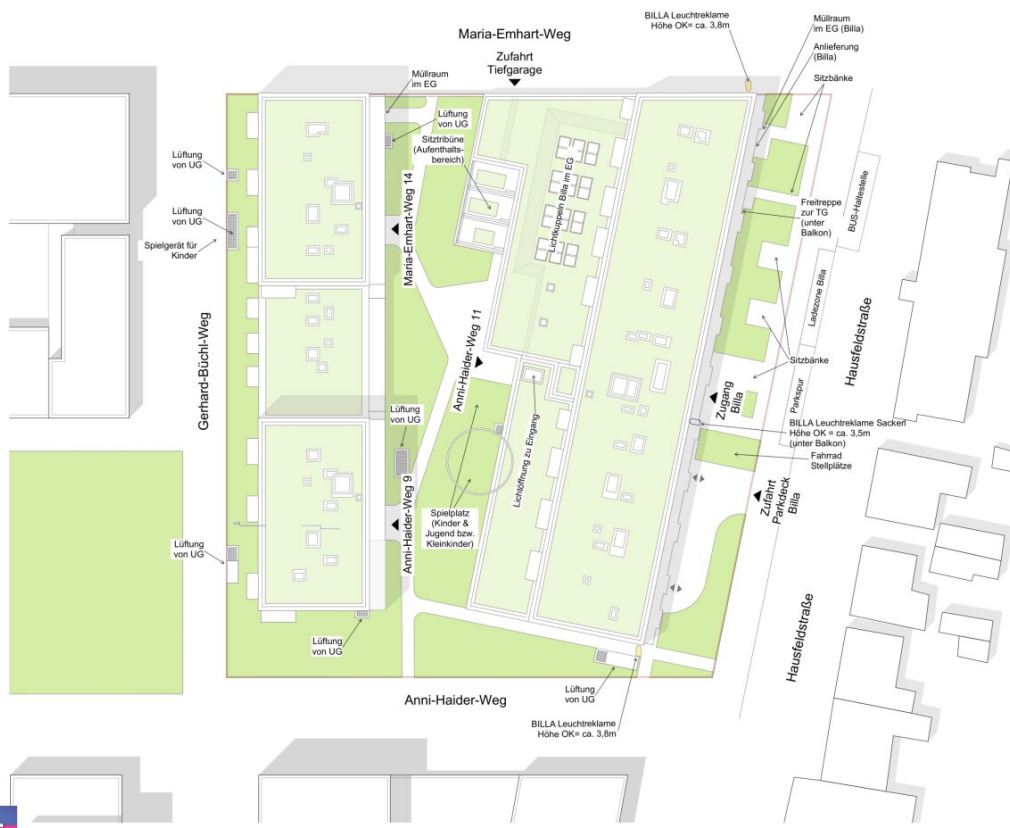 BILLA Leuchtreklame
Höhe OK= ca. 3,8m
Müllraum
im EG (Billa)
Anlieferung
(Billa)
Sitzbänke
Maria-Emhart-Weg
Zufahrt
Tiefgarage
Müllraum
im EG
Lüftung
von UG
Sitztribüne
(Aufenthalts-
bereich)
Lüftung
von UG
Lüftung
von UG
Spielgerät für
Kinder
Maria-Emhart-Weg 14
Lichtkuppeln Billa im EG
Freitreppe
zur TG
(unter
Balkon)
BUS-Haltestelle
Ladezone Billa
Hausfeldstraße
Gerhard-Büchl-Weg
Anni-Haider-Weg 11
Sitzbänke
Parkspur
Zugang
Billa
Lüftung
von UG
Lichtöffnung zu Eingang
BILLA Leuchtreklame Sackerl
Höhe OK = ca. 3,5m
(unter Balkon)
Fahrrad
Stellplätze
Zufahrt
Parkdeck
Billa
Anni-Haider-Weg 9
Spielplatz
(Kinder &
Jugend bzw.
Kleinkinder)
Lüftung
von UG
Lüftung
von UG
Hausfeldstraße
Lüftung
von UG
Anni-Haider-Weg
BILLA Leuchtreklame
Höhe OK= ca. 3,8m